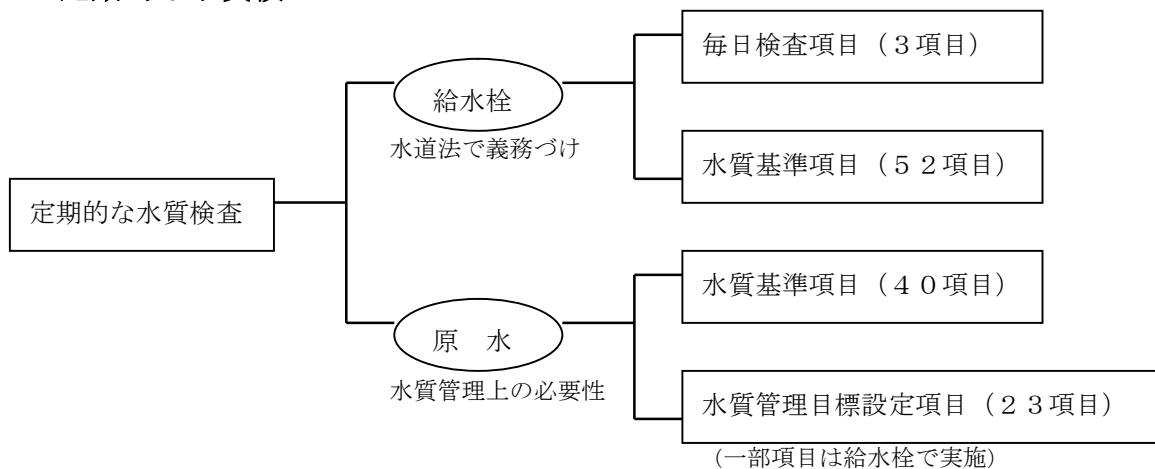 毎日検査項目（３項目）
給水栓
水道法で義務づけ
水質基準項目（５２項目）
定期的な水質検査
水質基準項目（４０項目）
原　水
水質管理上の必要性
水質管理目標設定項目（２３項目）
(一部項目は給水栓で実施)